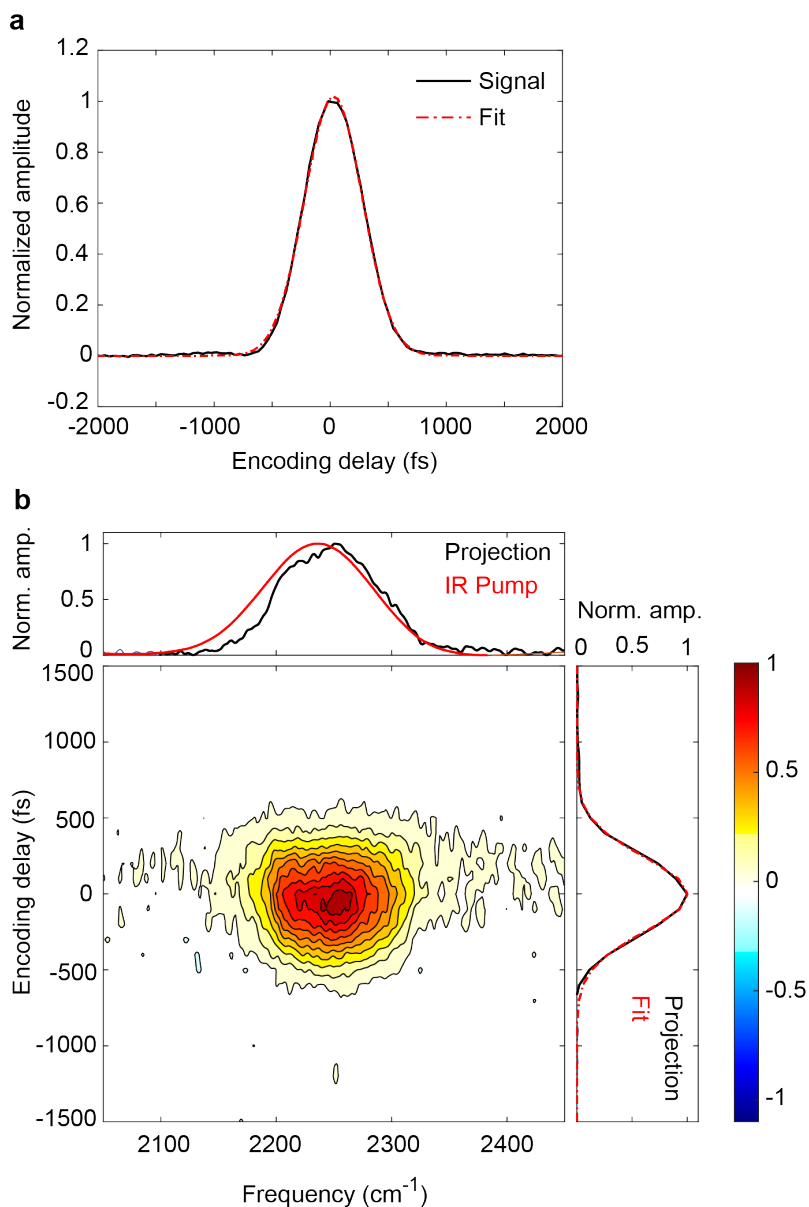 a
1.2
1
0.8
0.6
0.4
0.2
0
-0.2
Normalized amplitude
Signal
Fit
-2000 -1000 0 1000 2000
Encoding delay (fs)
b
Norm. amp.
1
0.5
0
Projection
IR Pump
Norm. amp.
0 0.5 1
1500
1000
500
0
-500
-1000
-1500
Encoding delay (fs)
Projection
Fit
1
0.5
0
-0.5
-1
2100 2200 2300 2400
Frequency (cm-1)